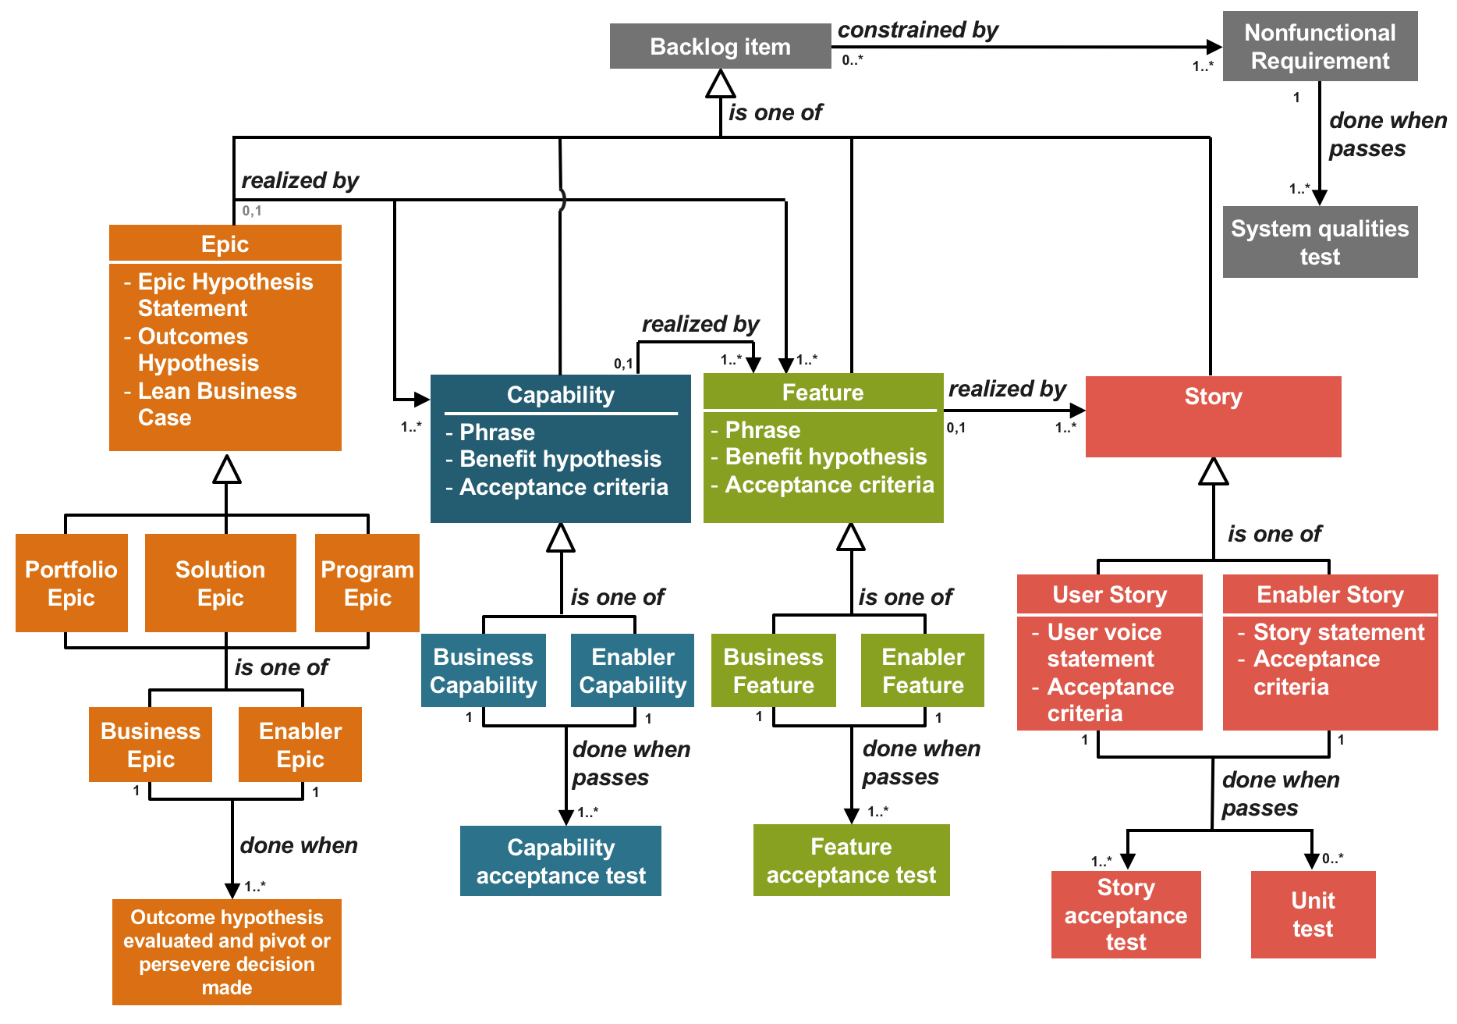 Backlog item
constrained by
0..*
1..*
Nonfunctional
Requirement
1
done when
passes
1..*
System qualities
test
is one of
realized by
0,1
Epic
- Epic Hypothesis
Statement
- Outcomes
Hypothesis
- Lean Business
Case
1..*
realized by
0,1
1..*
1..*
Capability
- Phrase
- Benefit hypothesis
- Acceptance criteria
Feature
- Phrase
- Benefit hypothesis
- Acceptance criteria
realized by
0,1
1..*
Story
Portfolio
Epic
Solution
Epic
Program
Epic
is one of
Business
Epic
Enabler
Epic
1
1
done when
1..*
Outcome hypothesis
evaluated and pivot or
persevere decision
made
is one of
Business
Capability
Enabler
Capability
1
1
done when
passes
1..*
Capability
acceptance test
is one of
Business
Feature
Enabler
Feature
1
1
done when
passes
1..*
Feature
acceptance test
is one of
User Story
- User voice
statement
- Acceptance
criteria
Enabler Story
- Story statement
- Acceptance
criteria
1
1
done when
passes
1..*
0..*
Story
acceptance
test
Unit
test